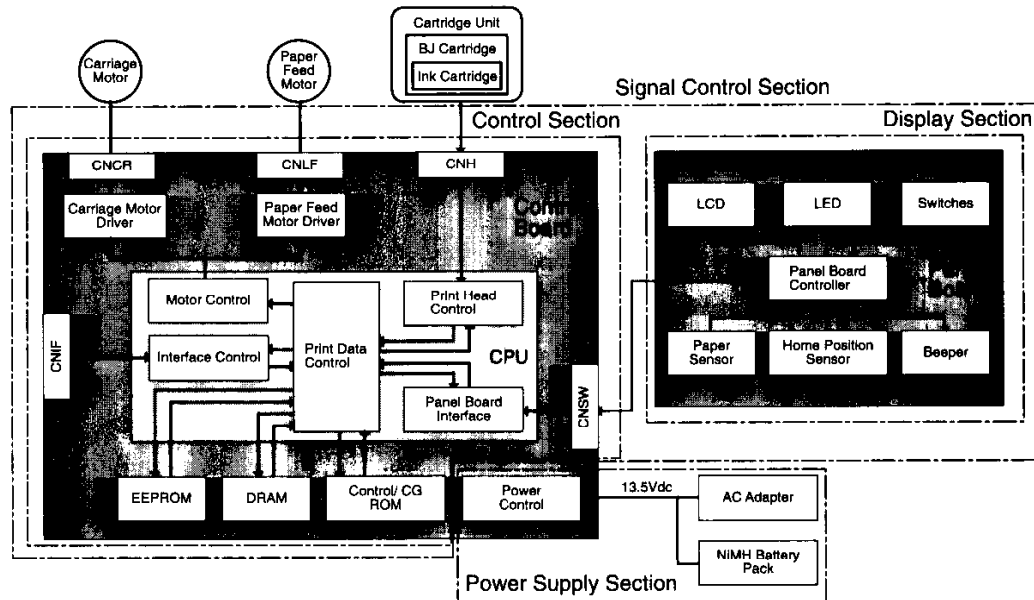 Cartridge Unit
BJ Cartridge
Ink Cartridge
Carriage
Motor
Paper
Feed
Motor
Signal Control Section
Control Section
Display Section
CNCR
CNLF
CNH
Carriage Motor
Driver
Paper Feed
Motor Driver
Board
LCD
LED
Switches
Panel Board
Controller
Motor Control
Print Head
Control
Interface Control
Print Data
Control
CPU
Panel Board
Interface
CNIF
CNSW
Paper
Sensor
Home Position
Sensor
Beeper
EEPROM
DRAM
Control/ CG
ROM
Power
Control
13.5Vdc
AC Adapter
NiMH Battery
Pack
Power Supply Section